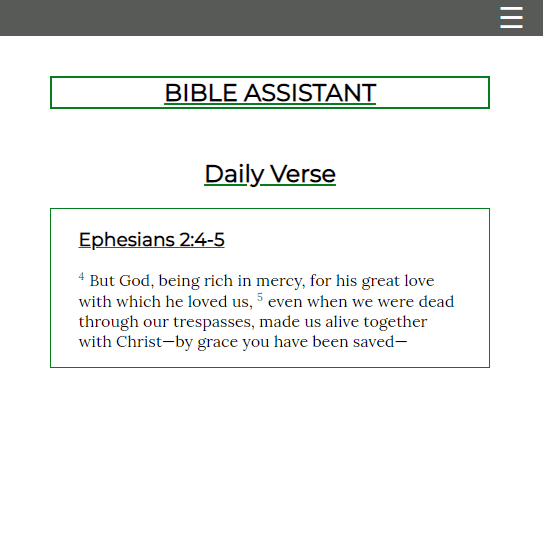 BIBLE ASSISTANT
Daily Verse
Ephesians 2:4-5
4 But God, being rich in mercy, for his great love
with which he loved us, 5 even when we were dead
through our trespasses, made us alive together
with Christ—by grace you have been saved—